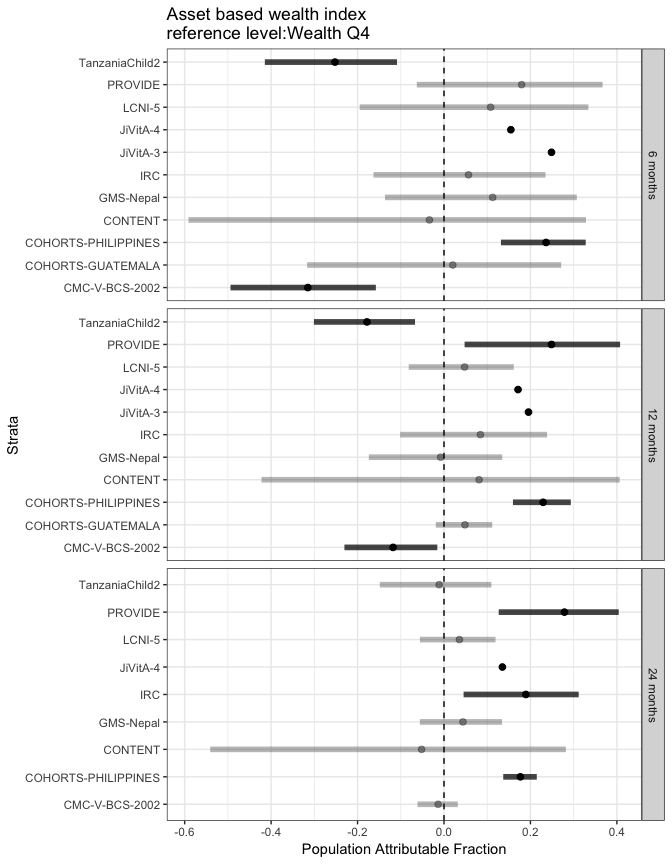 Asset based wealth index
reference level:Wealth Q4
TanzaniaChild2
PROVIDE
LCNI-5
JiVitA-4
JiVitA-3
IRC
GMS-Nepal
CONTENT
COHORTS-PHILIPPINES
COHORTS-GUATEMALA
CMC-V-BCS-2002
6 months
TanzaniaChild2
PROVIDE
LCNI-5
JiVitA-4
JiVitA-3
IRC
GMS-Nepal
CONTENT
COHORTS-PHILIPPINES
COHORTS-GUATEMALA
CMC-V-BCS-2002
12 months
TanzaniaChild2
PROVIDE
LCNI-5
JiVitA-4
IRC
GMS-Nepal
CONTENT
COHORTS-PHILIPPINES
CMC-V-BCS-2002
24 months
Strata
-0.6 -0.4 -0.2 0.0 0.2 0.4
Population Attributable Fraction